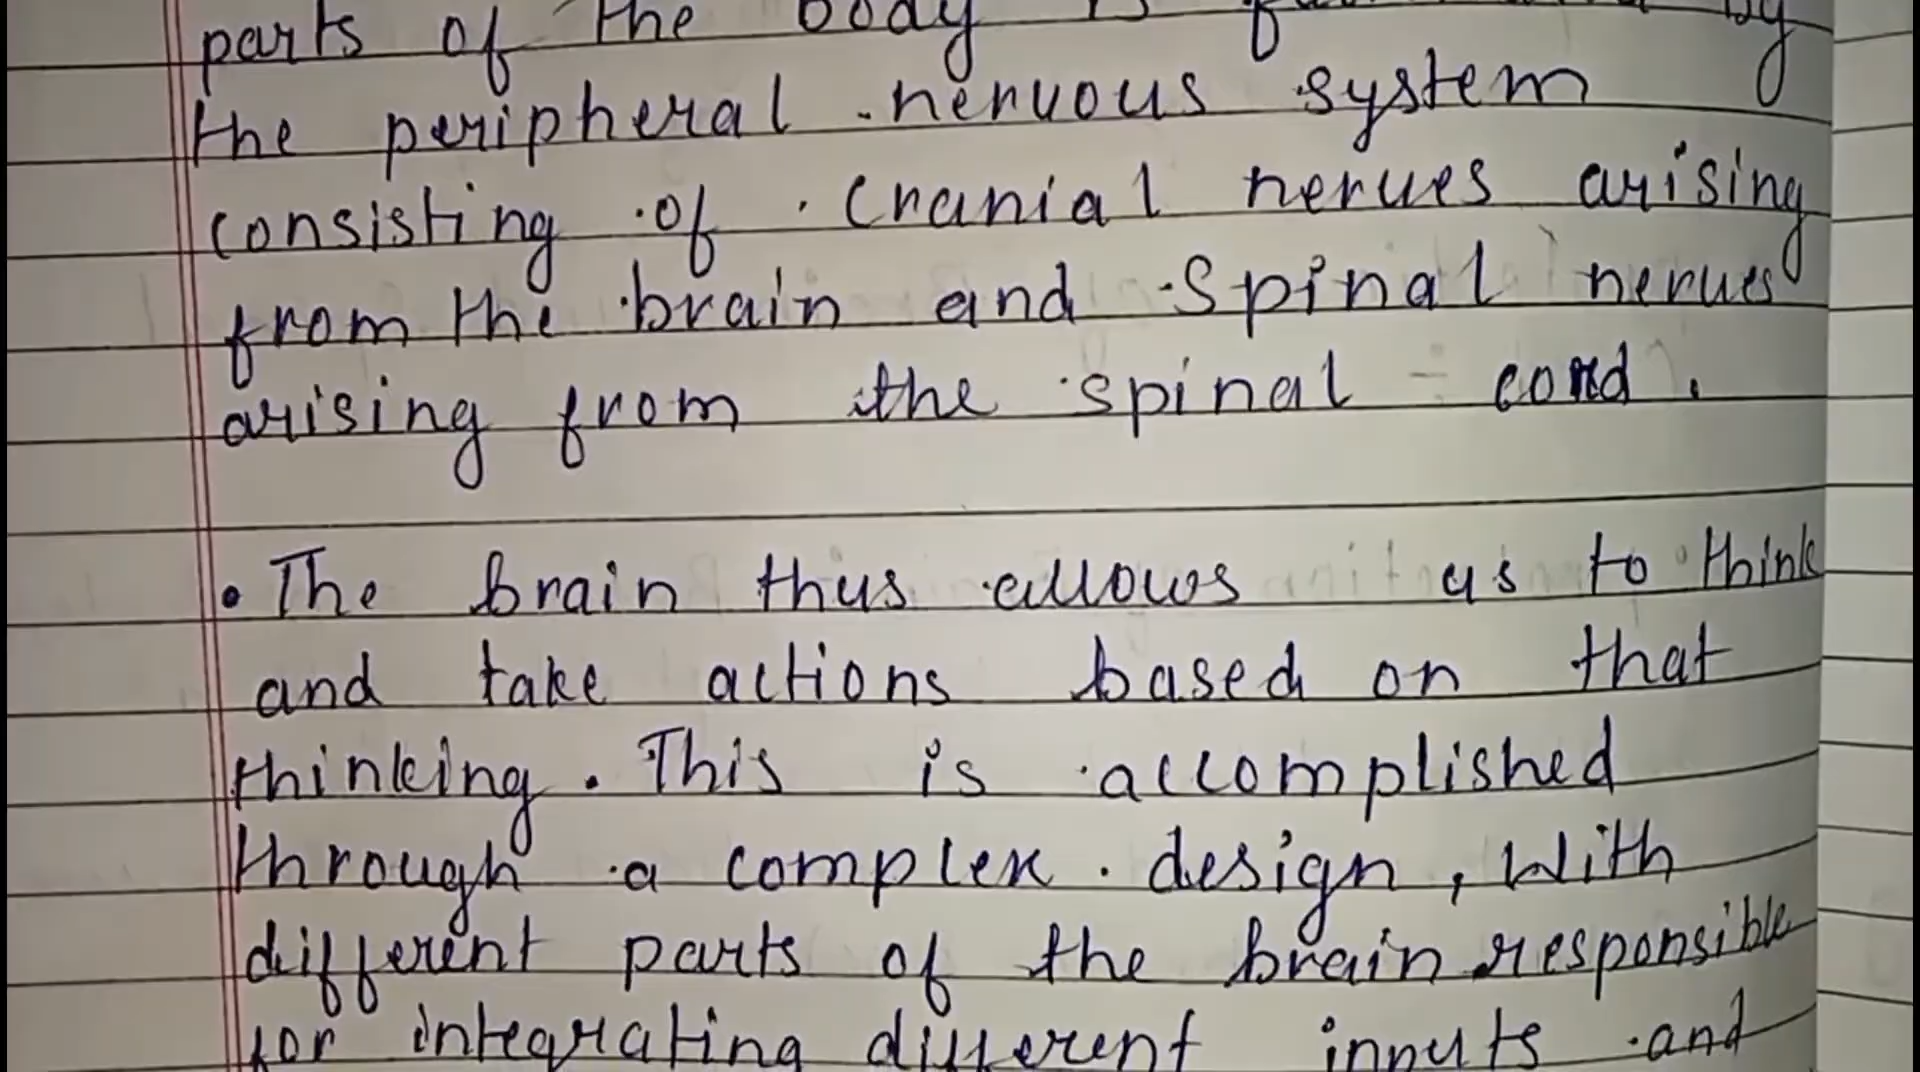 parts of the body is by
the peripheral nervous system
consisting of cranial nerves arising
from the brain and spinal nerves
arising from the spinal - cord.
• The brain thus allows us to think
and take actions based on that
thinking. This is accomplished
through a complex design, with
different parts of the brain responsible
for integrating different inputs and